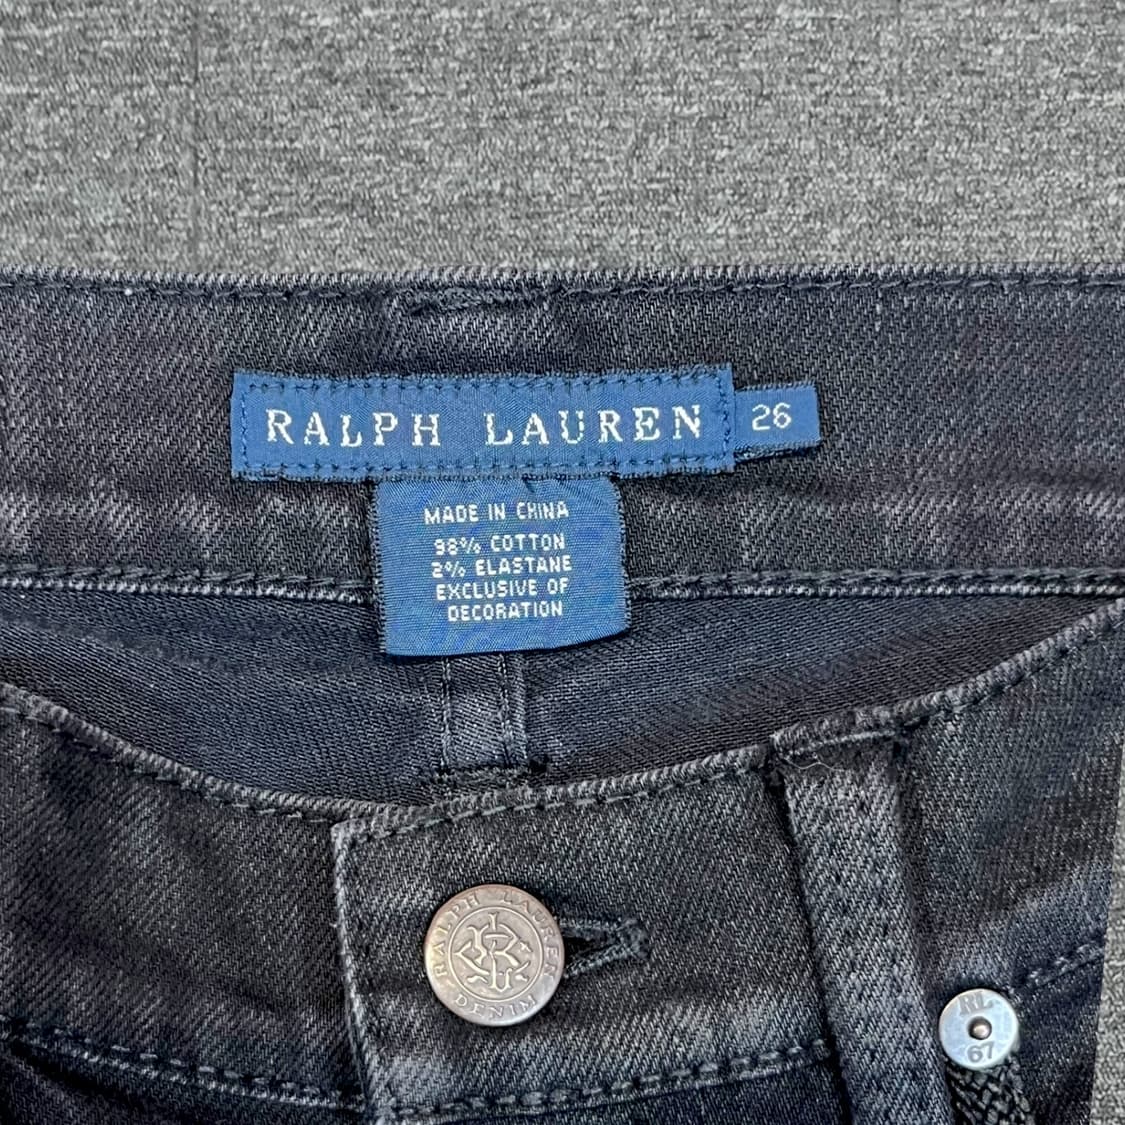 RALPH LAUREN
26
MADE IN CHINA
98% COTTON
2% ELASTANE
EXCLUSIVE OF
DECORATION
RALPH LAUREN
DENIM
RL
67